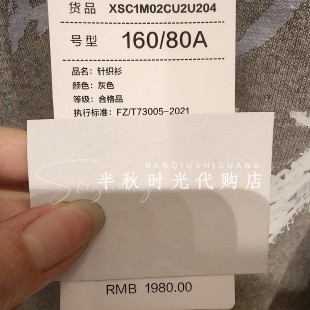 货品 XSC1M02CU2U204
号型 160/80A
品名: 针织衫
颜色: 灰色
等级: 合格品
执行标准: FZ/T73005-2021
BANQIUSHIGUANG
半秋时光代购店
RMB 1980.00